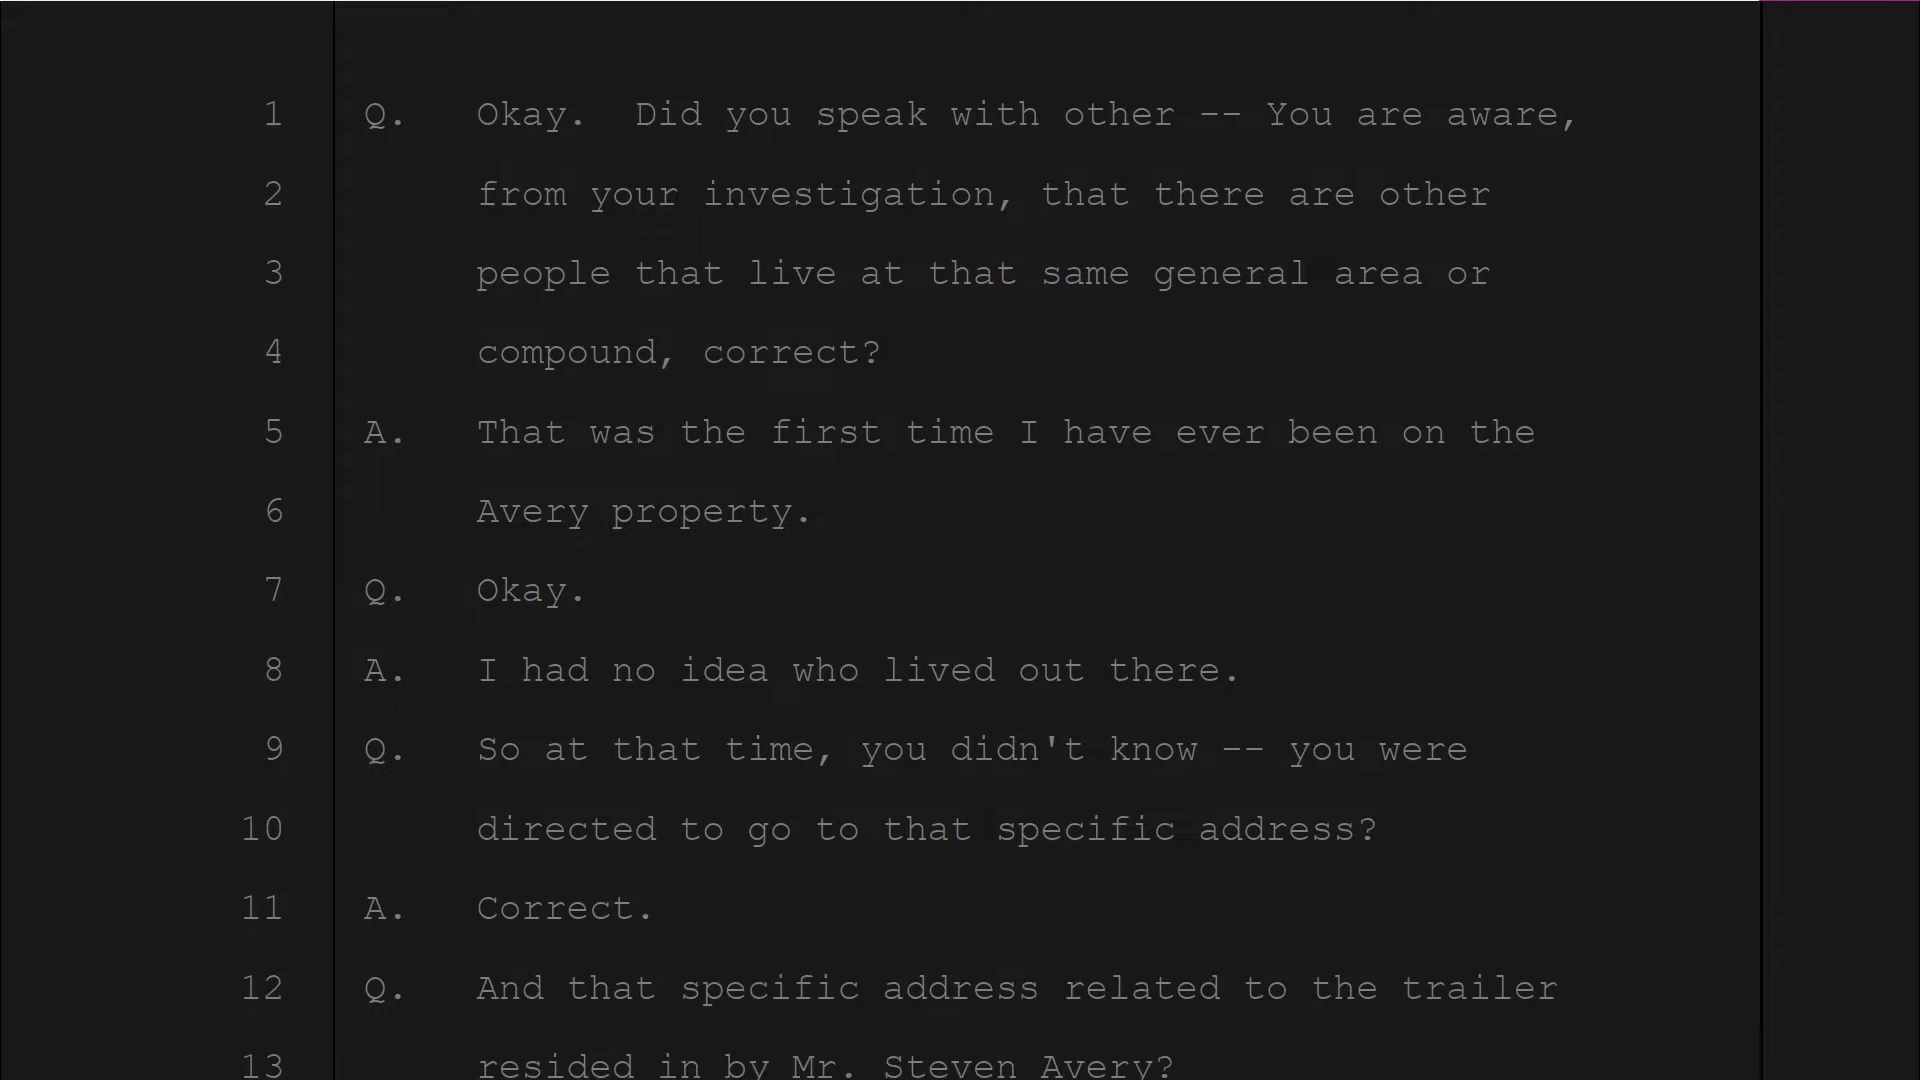 1 Q. Okay. Did you speak with other -- You are aware,
2 from your investigation, that there are other
3 people that live at that same general area or
4 compound, correct?
5 A. That was the first time I have ever been on the
6 Avery property.
7 Q. Okay.
8 A. I had no idea who lived out there.
9 Q. So at that time, you didn't know -- you were
10 directed to go to that specific address?
11 A. Correct.
12 Q. And that specific address related to the trailer
13 resided in by Mr. Steven Avery?